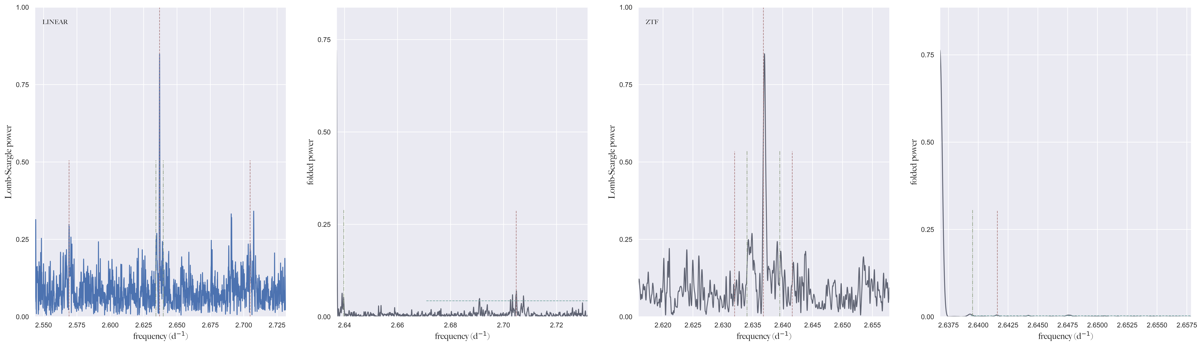 LINEAR
1.00
0.75
0.50
0.25
0.00
Lomb-Scargle power
2.550 2.575 2.600 2.625 2.650 2.675 2.700 2.725
frequency (d⁻¹)
0.75
0.50
0.25
0.00
folded power
2.64 2.66 2.68 2.70 2.72
frequency (d⁻¹)
ZTF
1.00
0.75
0.50
0.25
0.00
Lomb-Scargle power
2.620 2.625 2.630 2.635 2.640 2.645 2.650 2.655
frequency (d⁻¹)
0.75
0.50
0.25
0.00
folded power
2.6375 2.6400 2.6425 2.6450 2.6475 2.6500 2.6525 2.6550 2.6575
frequency (d⁻¹)